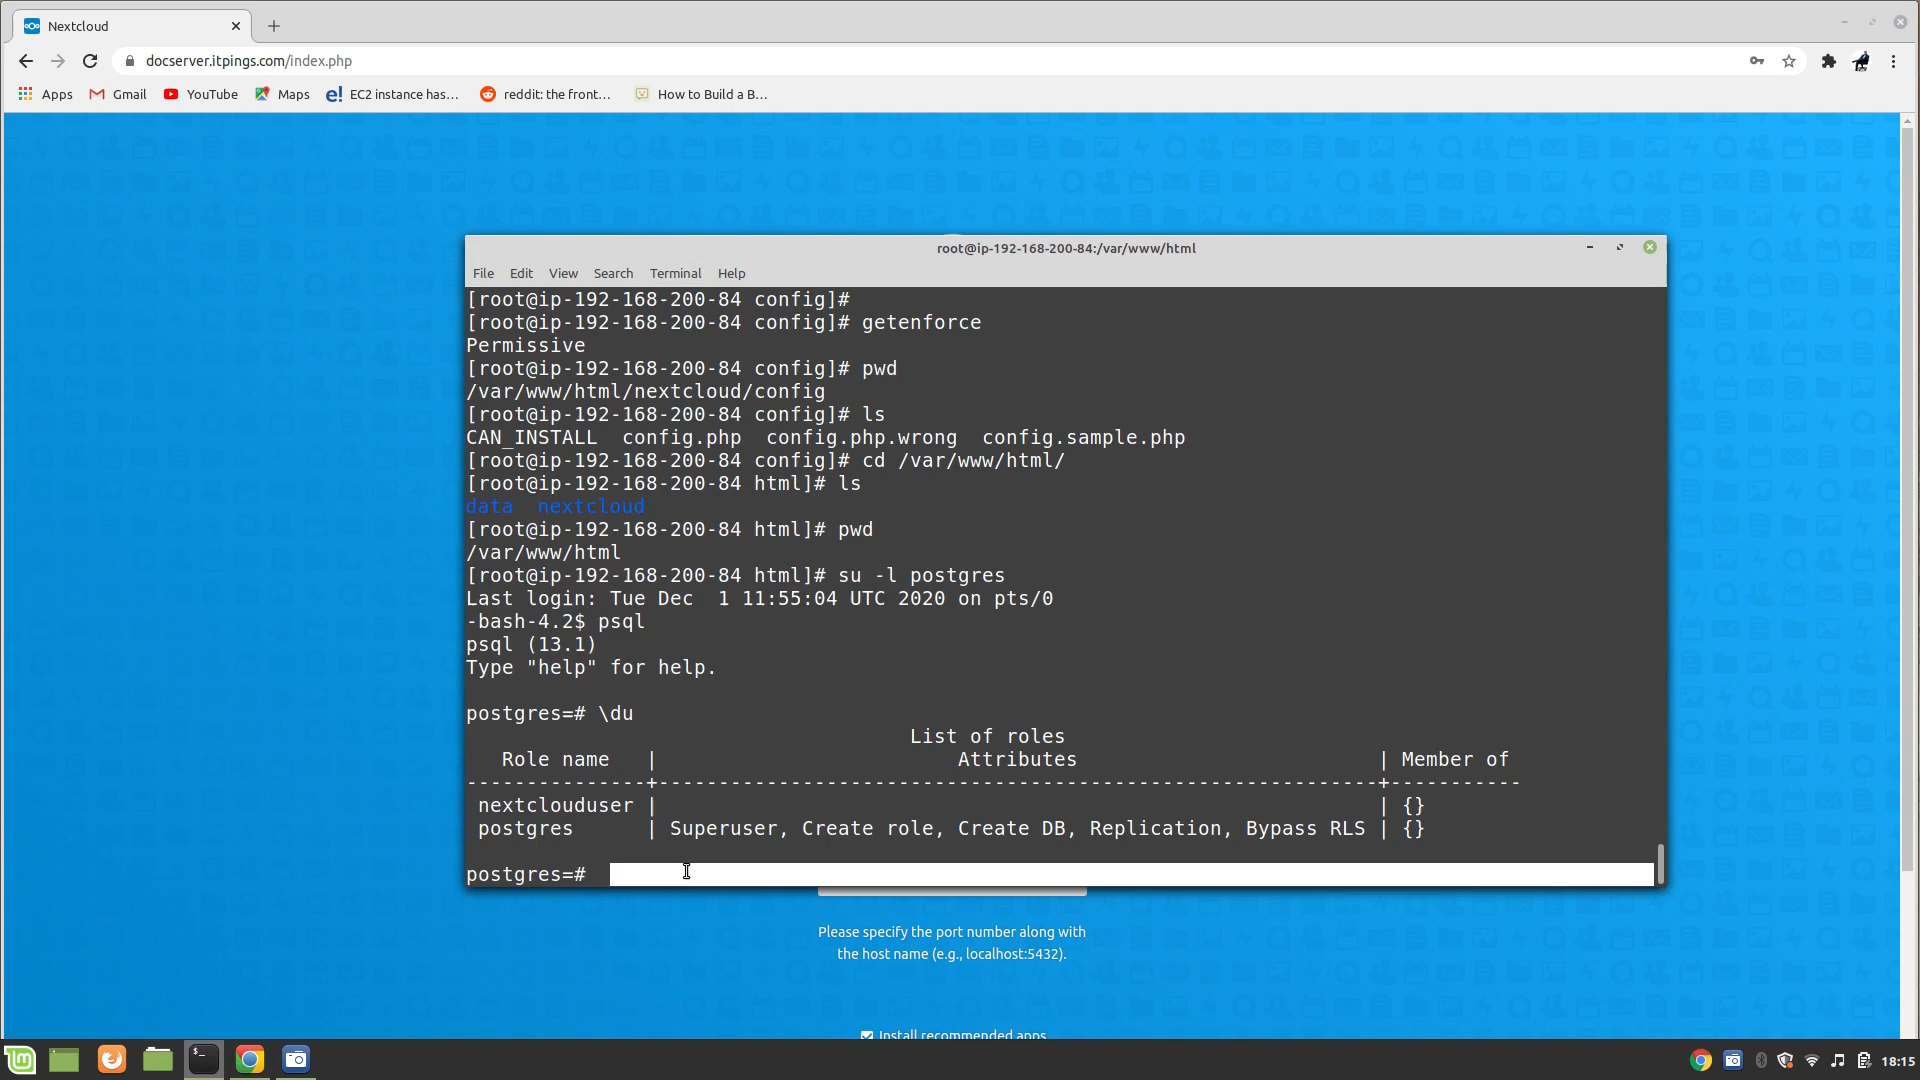 Nextcloud
docserver.itpings.com/index.php
Apps Gmail YouTube Maps EC2 instance has... reddit: the front... How to Build a B...
root@ip-192-168-200-84:/var/www/html
File Edit View Search Terminal Help
[root@ip-192-168-200-84 config]#
[root@ip-192-168-200-84 config]# getenforce
Permissive
[root@ip-192-168-200-84 config]# pwd
/var/www/html/nextcloud/config
[root@ip-192-168-200-84 config]# ls
CAN_INSTALL  config.php  config.php.wrong  config.sample.php
[root@ip-192-168-200-84 config]# cd /var/www/html/
[root@ip-192-168-200-84 html]# ls
data  nextcloud
[root@ip-192-168-200-84 html]# pwd
/var/www/html
[root@ip-192-168-200-84 html]# su -l postgres
Last login: Tue Dec  1 11:55:04 UTC 2020 on pts/0
-bash-4.2$ psql
psql (13.1)
Type "help" for help.
postgres=# \du
List of roles
Role name | Attributes | Member of
---------------+------------------------------------------------------------+-----------
nextclouduser | | {}
postgres | Superuser, Create role, Create DB, Replication, Bypass RLS | {}
postgres=#
Please specify the port number along with
the host name (e.g., localhost:5432).
Install recommended apps
18:15